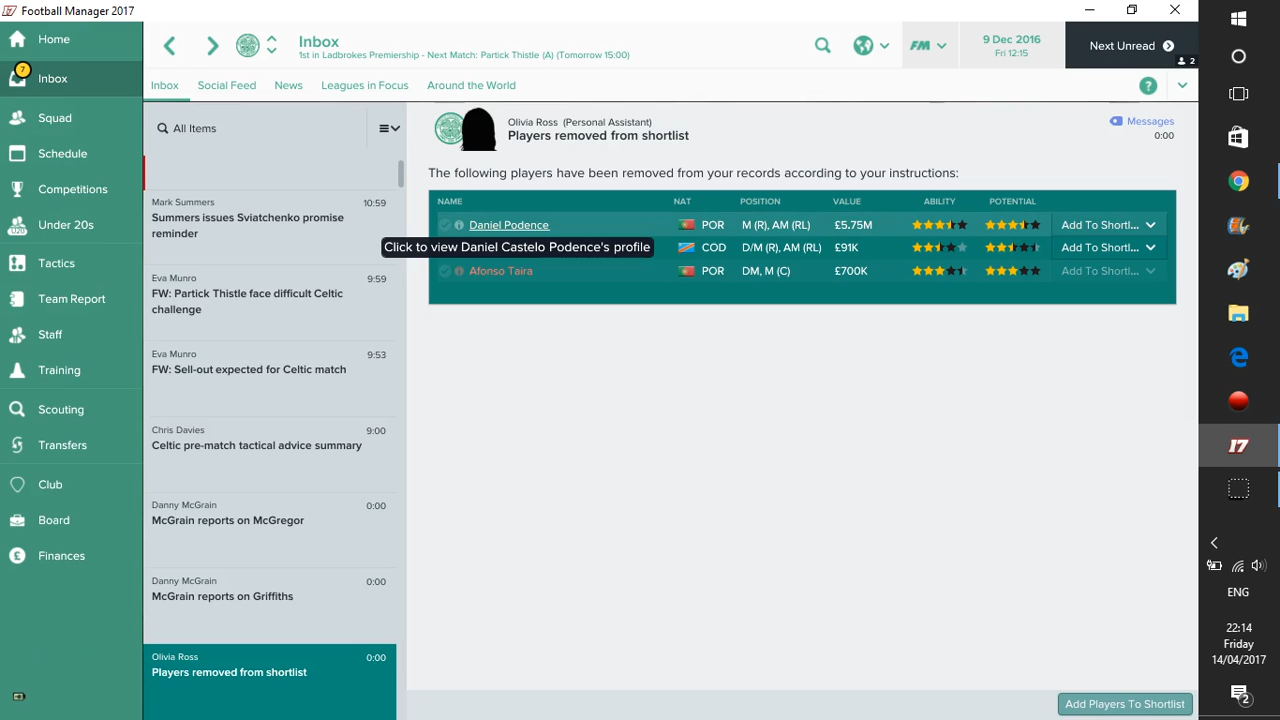 Football Manager 2017
Home
7
Inbox
Squad
Schedule
Competitions
U20
Under 20s
Tactics
Team Report
Staff
Training
Scouting
Transfers
Club
Board
£
Finances
Inbox
1st in Ladbrokes Premiership - Next Match: Partick Thistle (A) (Tomorrow 15:00)
FM
9 Dec 2016
Fri 12:15
Next Unread
2
Inbox
Social Feed
News
Leagues in Focus
Around the World
?
All Items
Mark Summers 10:59
Summers issues Sviatchenko promise
reminder
Eva Munro 9:59
FW: Partick Thistle face difficult Celtic
challenge
Eva Munro 9:53
FW: Sell-out expected for Celtic match
Chris Davies 9:00
Celtic pre-match tactical advice summary
Danny McGrain 0:00
McGrain reports on McGregor
Danny McGrain 0:00
McGrain reports on Griffiths
Olivia Ross 0:00
Players removed from shortlist
Olivia Ross (Personal Assistant)
Players removed from shortlist
Messages
0:00
The following players have been removed from your records according to your instructions:
NAME NAT POSITION VALUE ABILITY POTENTIAL
Daniel Podence POR M (R), AM (RL) £5.75M Add To Shortl...
Click to view Daniel Castelo Podence's profile
COD D/M (R), AM (RL) £91K Add To Shortl...
Afonso Taira POR DM, M (C) £700K Add To Shortl...
Add Players To Shortlist
17
ENG
22:14
Friday
14/04/2017
2